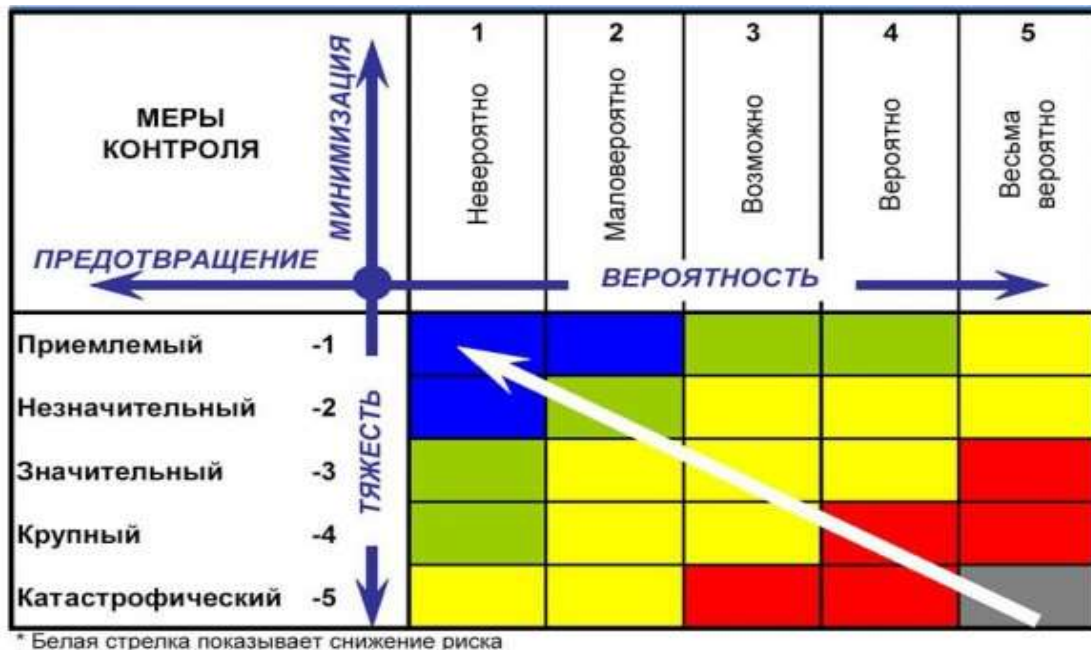 МЕРЫ
КОНТРОЛЯ
МИНИМИЗАЦИЯ
ПРЕДОТВРАЩЕНИЕ
1
2
3
4
5
Невероятно
Маловероятно
Возможно
Вероятно
Весьма
вероятно
ВЕРОЯТНОСТЬ
ТЯЖЕСТЬ
Приемлемый -1
Незначительный -2
Значительный -3
Крупный -4
Катастрофический -5
* Белая стрелка показывает снижение риска